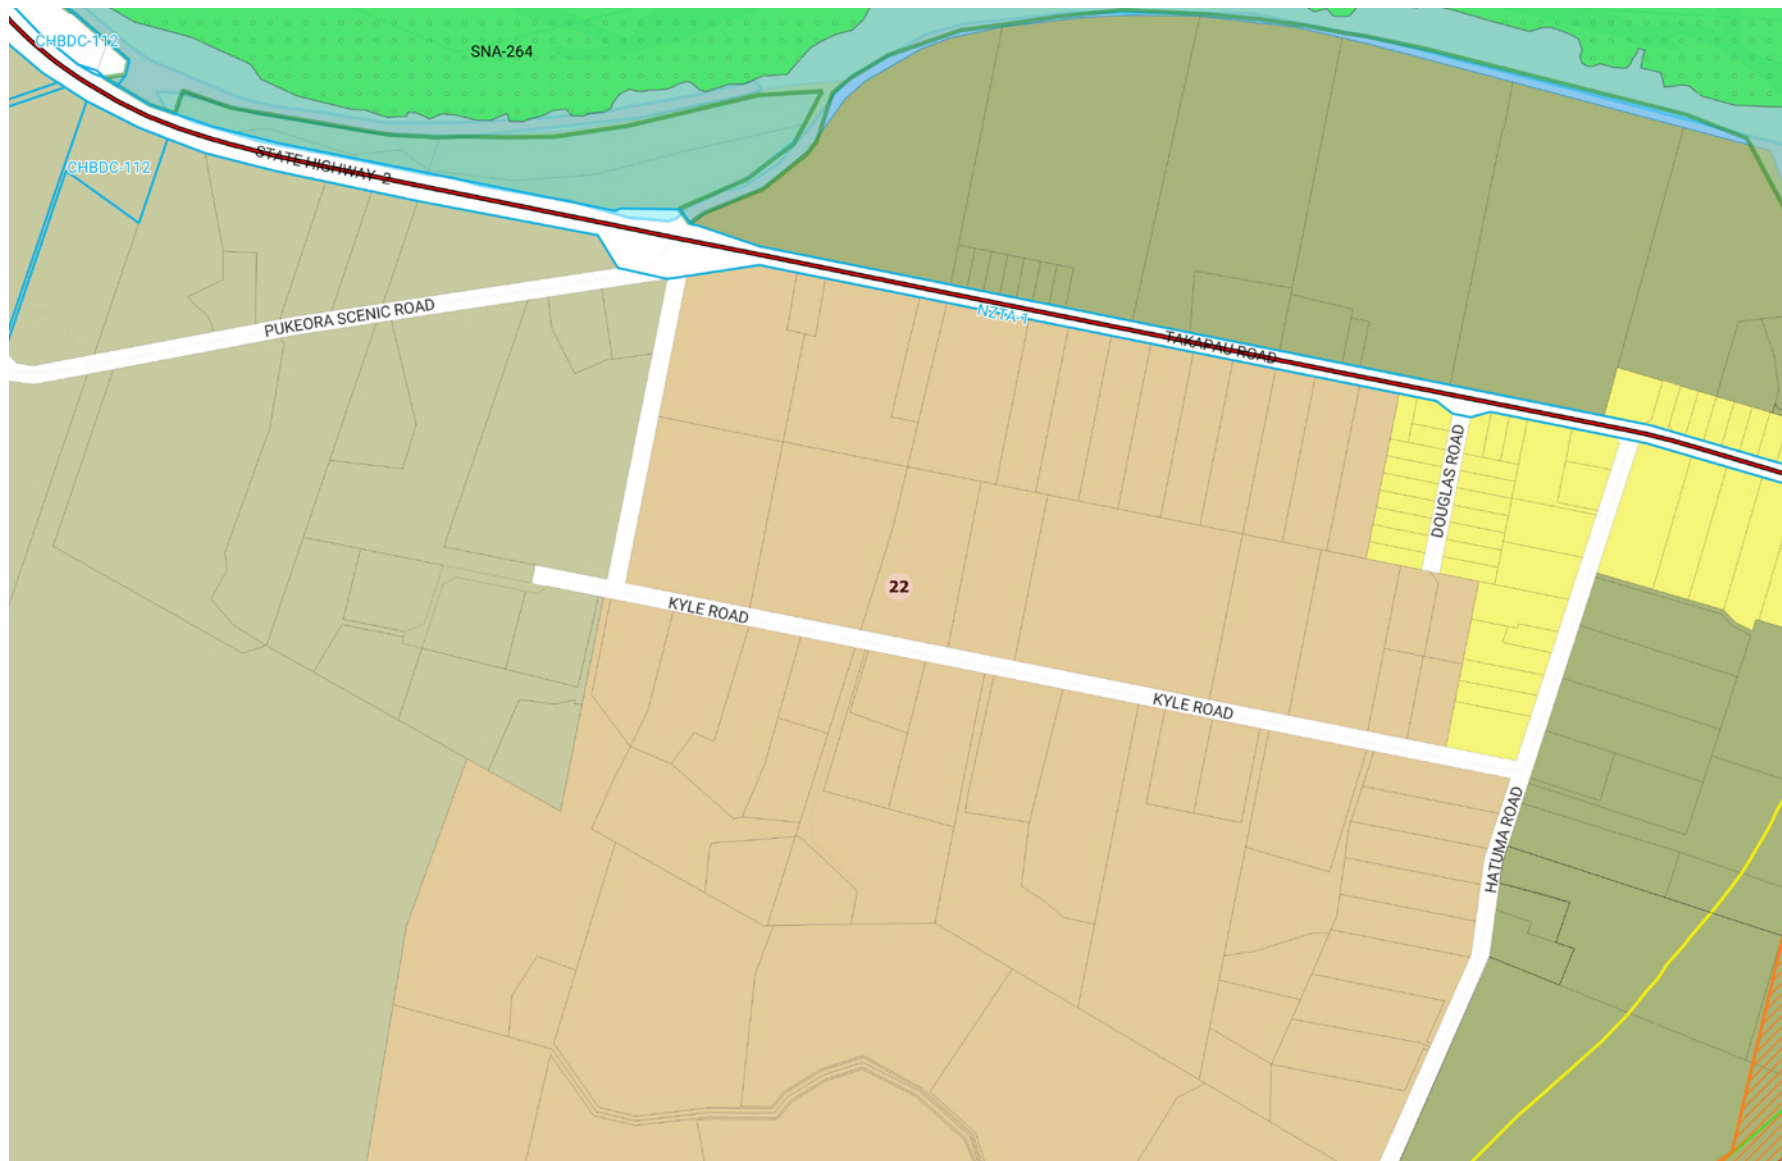 CHBDC-112
SNA-264
STATE HIGHWAY 2
CHBDC-112
PUKEORA SCENIC ROAD
NZTA-1
TAKAPAU ROAD
DOUGLAS ROAD
22
KYLE ROAD
KYLE ROAD
HATUMA ROAD